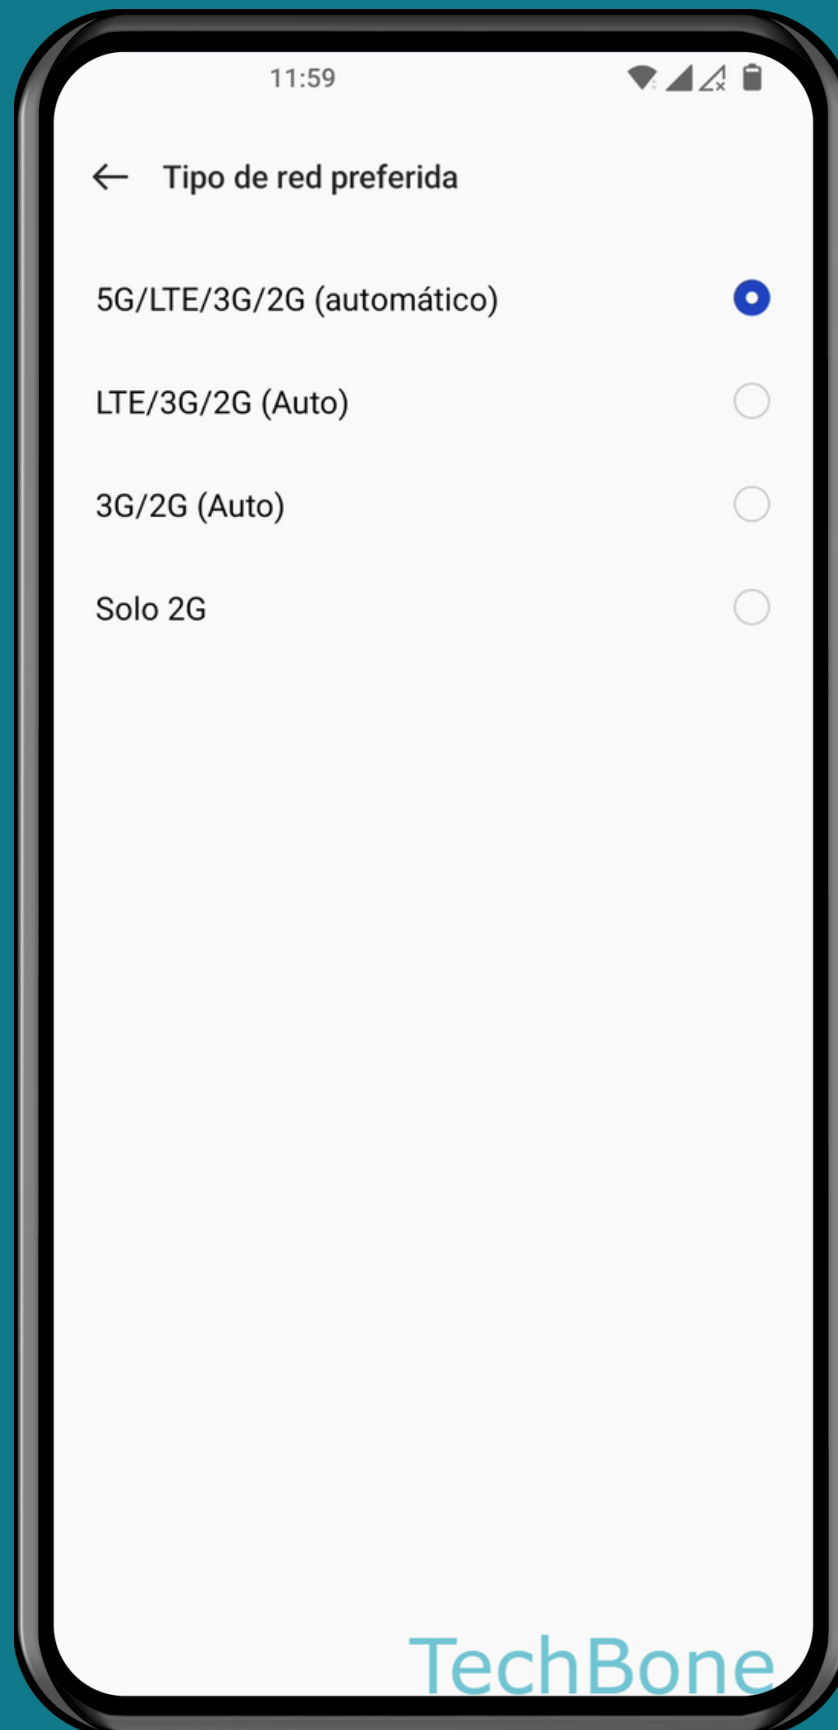 11:59
Tipo de red preferida
5G/LTE/3G/2G (automático)
LTE/3G/2G (Auto)
3G/2G (Auto)
Solo 2G
TechBone